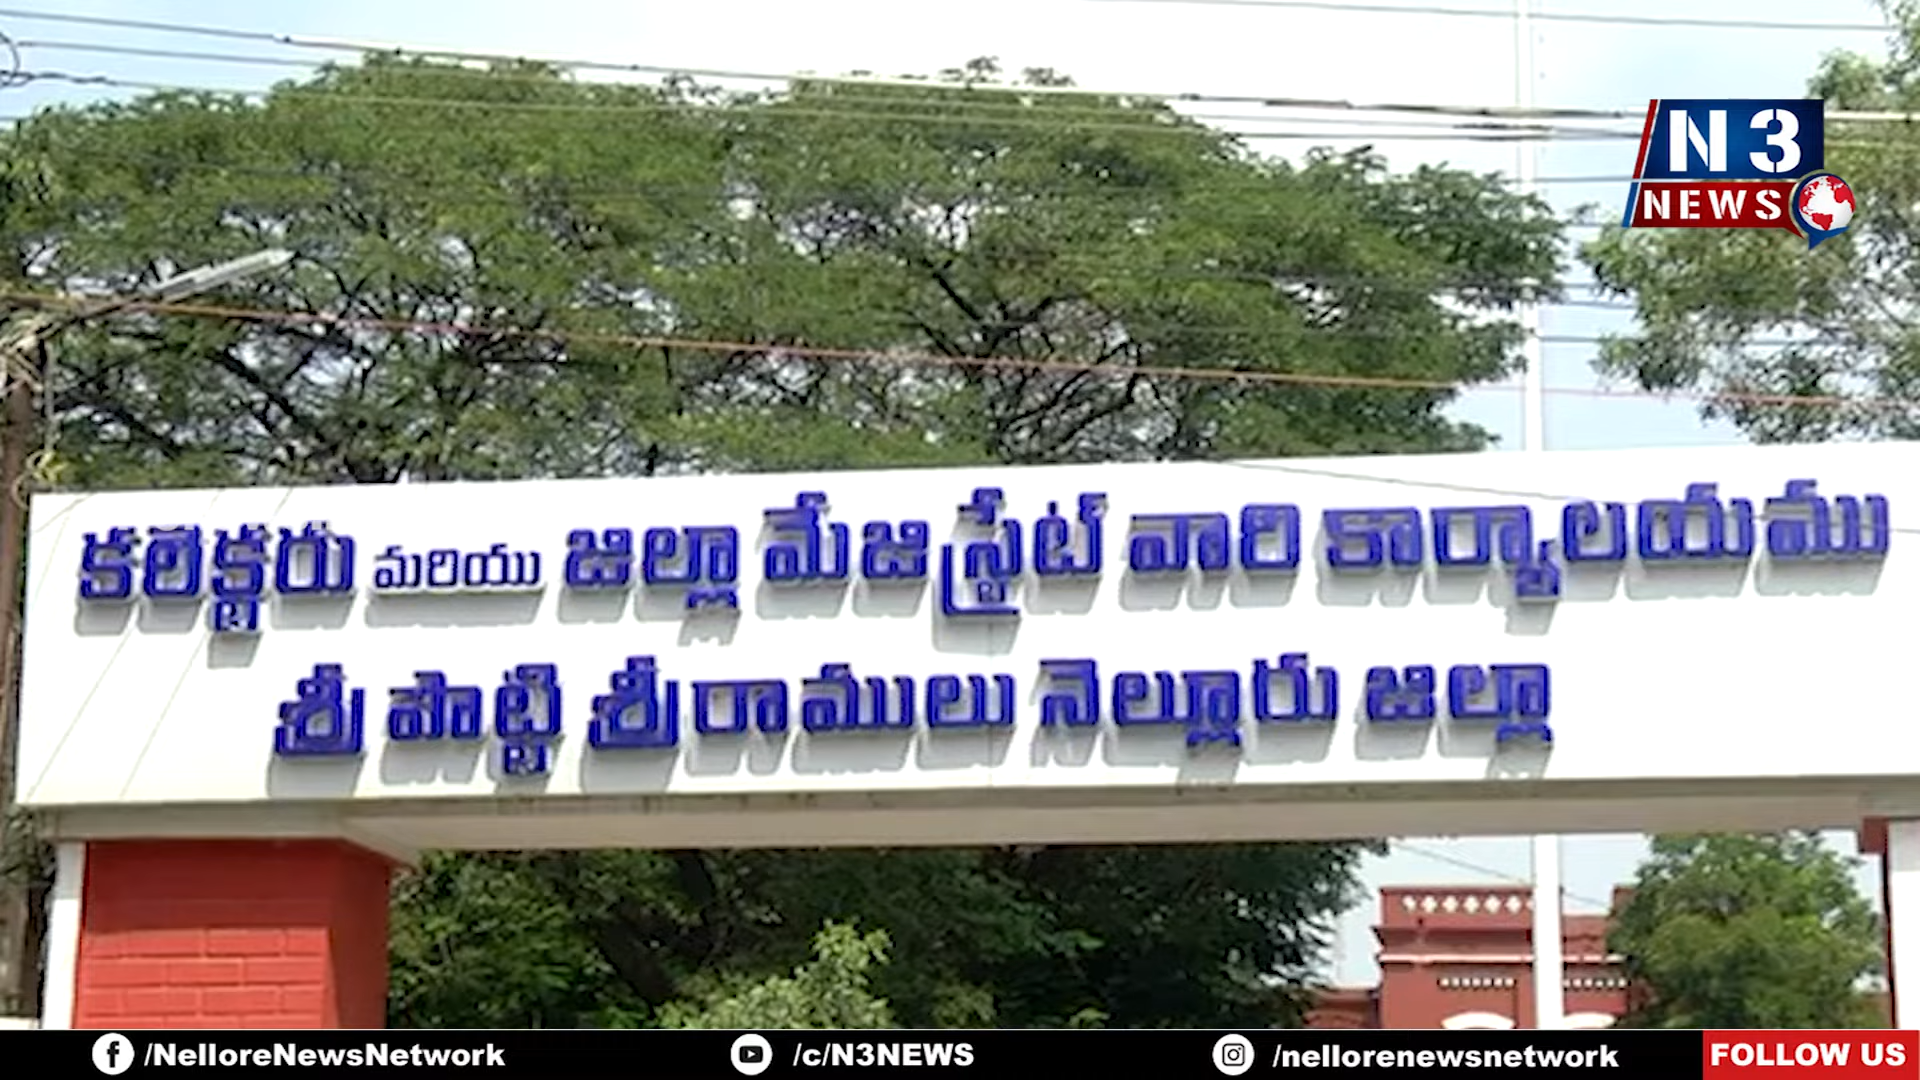 N3
NEWS
కలెక్టరు మరియు జిల్లా మేజిస్ట్రేట్ వారి కార్యాలయము
శ్రీ పొట్టి శ్రీరాములు నెల్లూరు జిల్లా
/NelloreNewsNetwork /c/N3NEWS /nellorenewsnetwork FOLLOW US